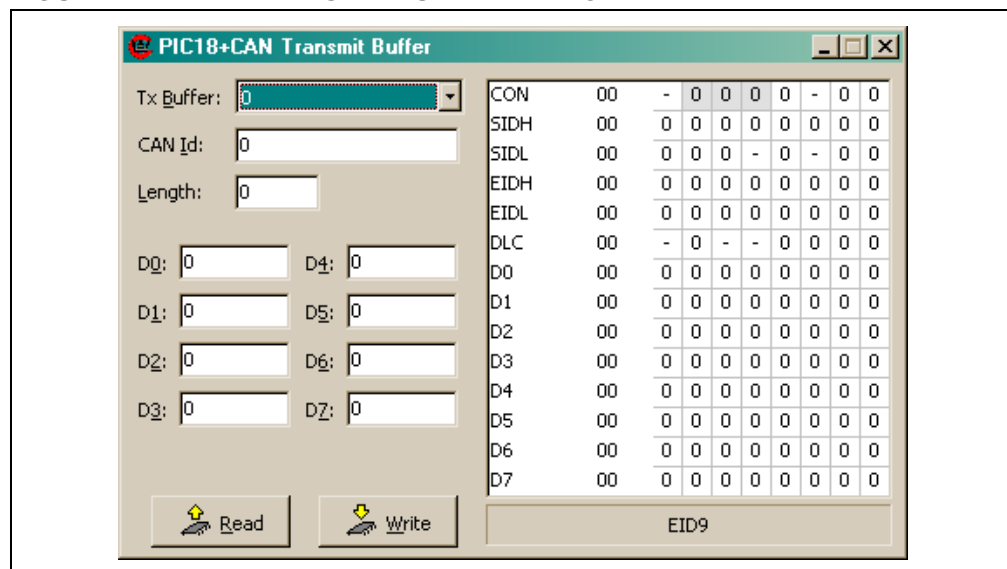 PIC18+CAN Transmit Buffer
Tx Buffer: 0
CAN Id: 0
Length: 0
D0: 0 D4: 0
D1: 0 D5: 0
D2: 0 D6: 0
D3: 0 D7: 0
Read Write
CON 00 - 0 0 0 0 - 0 0
SIDH 00 0 0 0 0 0 0 0 0
SIDL 00 0 0 0 - 0 - 0 0
EIDH 00 0 0 0 0 0 0 0 0
EIDL 00 0 0 0 0 0 0 0 0
DLC 00 - 0 - - 0 0 0 0
D0 00 0 0 0 0 0 0 0 0
D1 00 0 0 0 0 0 0 0 0
D2 00 0 0 0 0 0 0 0 0
D3 00 0 0 0 0 0 0 0 0
D4 00 0 0 0 0 0 0 0 0
D5 00 0 0 0 0 0 0 0 0
D6 00 0 0 0 0 0 0 0 0
D7 00 0 0 0 0 0 0 0 0
EID9